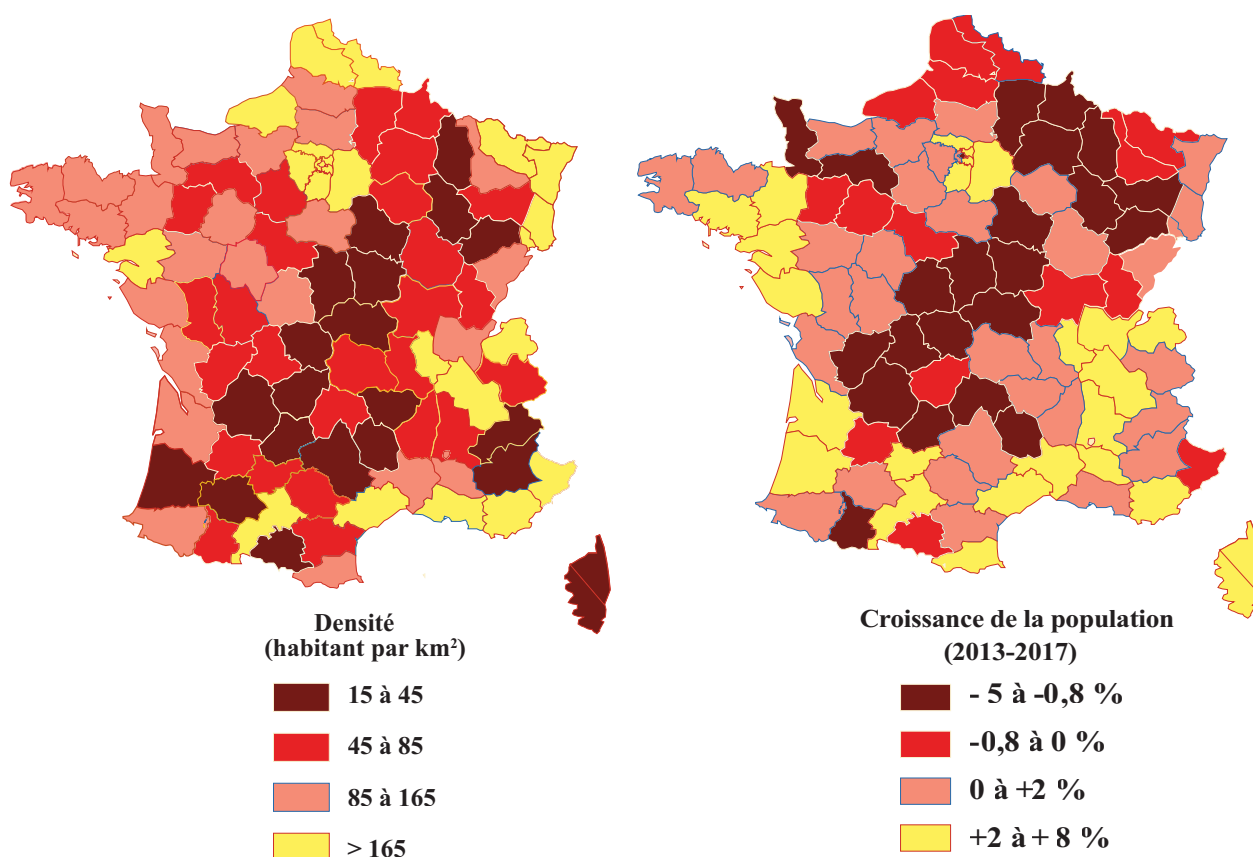 Densité
(habitant par km²)
15 à 45
45 à 85
85 à 165
> 165
Croissance de la population
(2013-2017)
- 5 à -0,8 %
-0,8 à 0 %
0 à +2 %
+2 à + 8 %